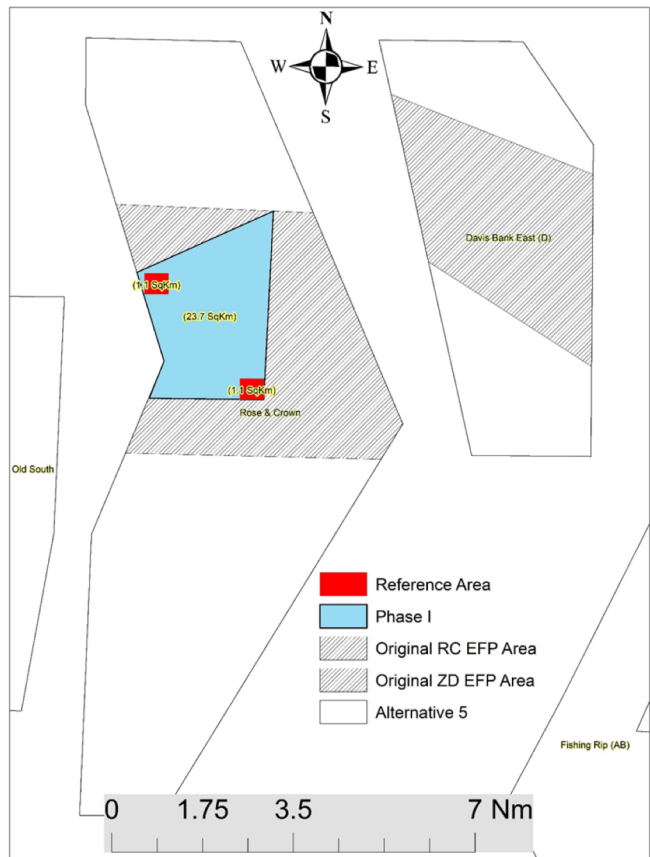 N
W E
S
Davis Bank East (D)
(1.1 SqKm)
(23.7 SqKm)
(1.1 SqKm)
Rose & Crown
Old South
Reference Area
Phase I
Original RC EFP Area
Original ZD EFP Area
Alternative 5
Fishing Rip (AB)
0 1.75 3.5 7 Nm